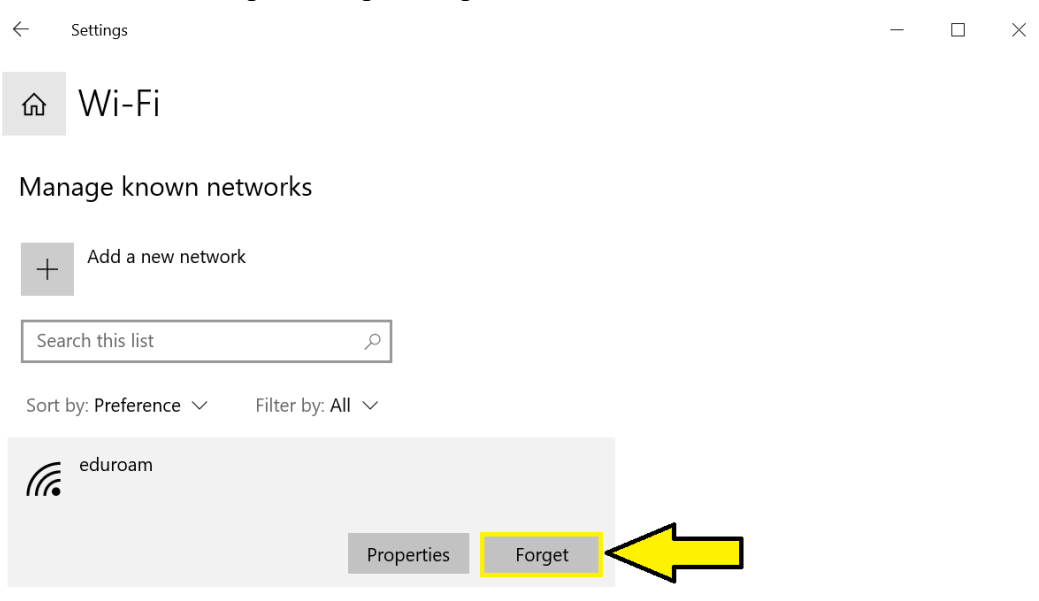 Settings
Wi-Fi
Manage known networks
Add a new network
Search this list
Sort by: Preference Filter by: All
eduroam
Properties Forget